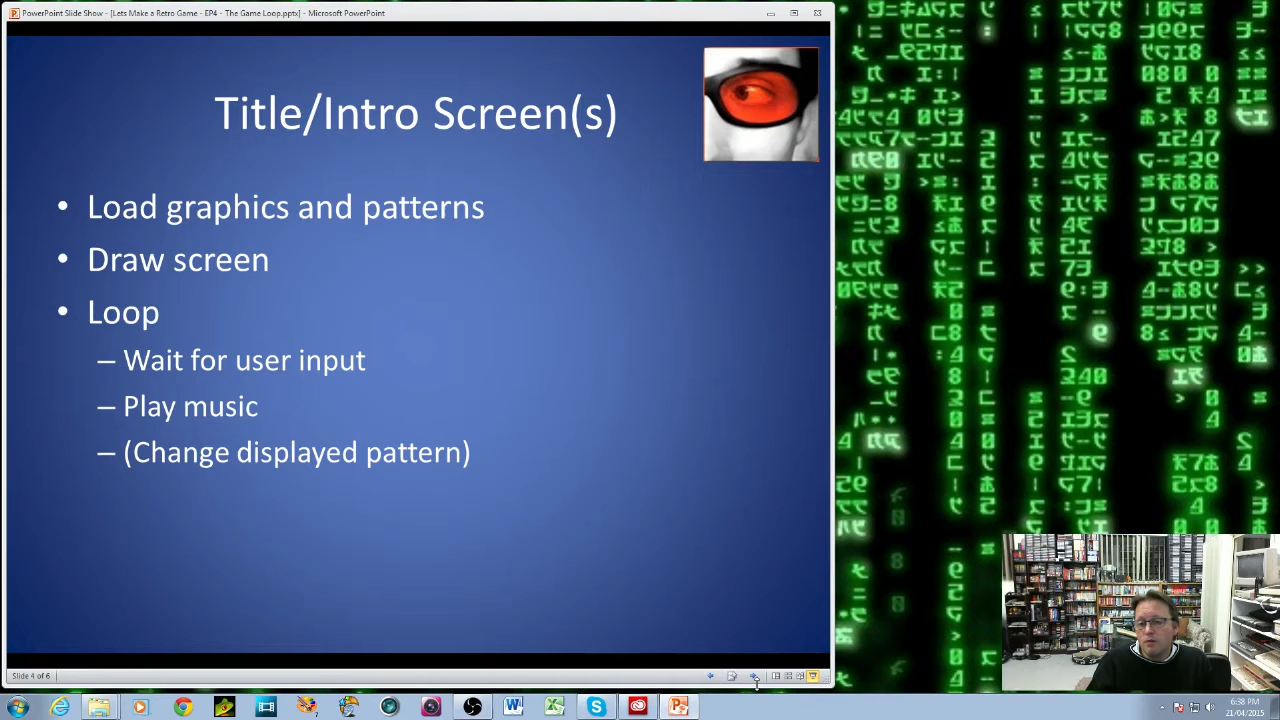 PowerPoint Slide Show - [Lets Make a Retro Game - EP4 - The Game Loop.pptx] - Microsoft PowerPoint
Title/Intro Screen(s)
• Load graphics and patterns
• Draw screen
• Loop
– Wait for user input
– Play music
– (Change displayed pattern)
Slide 4 of 6
6:38 PM
21/04/2015